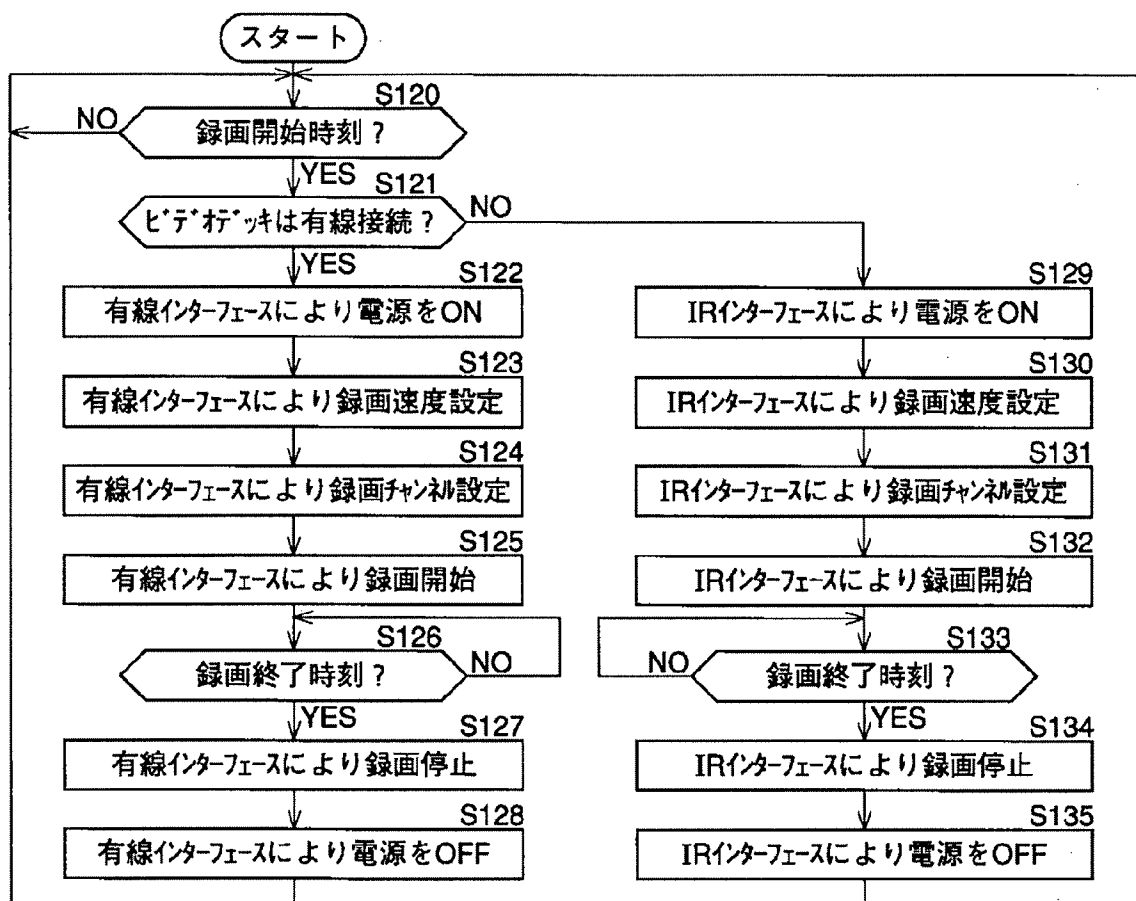 スタート
S120
NO
録画開始時刻？
YES
S121
ビデオデッキは有線接続？
NO
YES
S122
有線インターフェースにより電源をON
S123
有線インターフェースにより録画速度設定
S124
有線インターフェースにより録画チャンネル設定
S125
有線インターフェースにより録画開始
S126
録画終了時刻？
NO
YES
S127
有線インターフェースにより録画停止
S128
有線インターフェースにより電源をOFF
S129
IRインターフェースにより電源をON
S130
IRインターフェースにより録画速度設定
S131
IRインターフェースにより録画チャンネル設定
S132
IRインターフェースにより録画開始
S133
NO
録画終了時刻？
YES
S134
IRインターフェースにより録画停止
S135
IRインターフェースにより電源をOFF